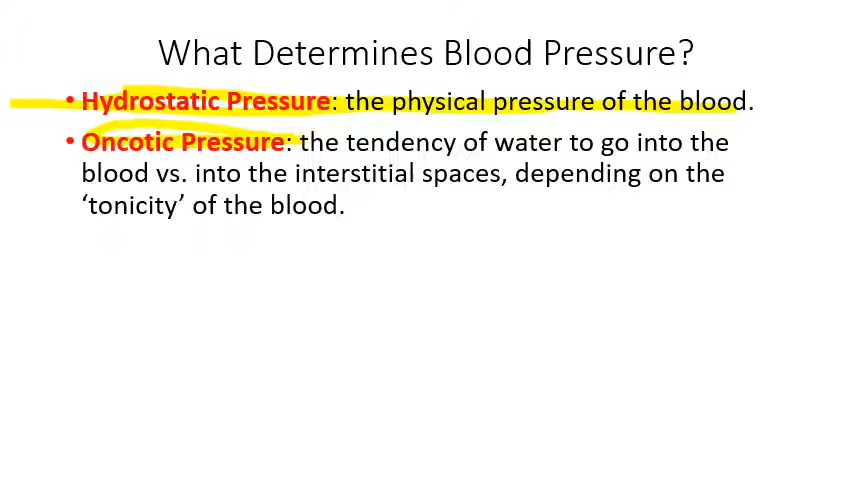 What Determines Blood Pressure?
• Hydrostatic Pressure: the physical pressure of the blood.
• Oncotic Pressure: the tendency of water to go into the
blood vs. into the interstitial spaces, depending on the
‘tonicity’ of the blood.